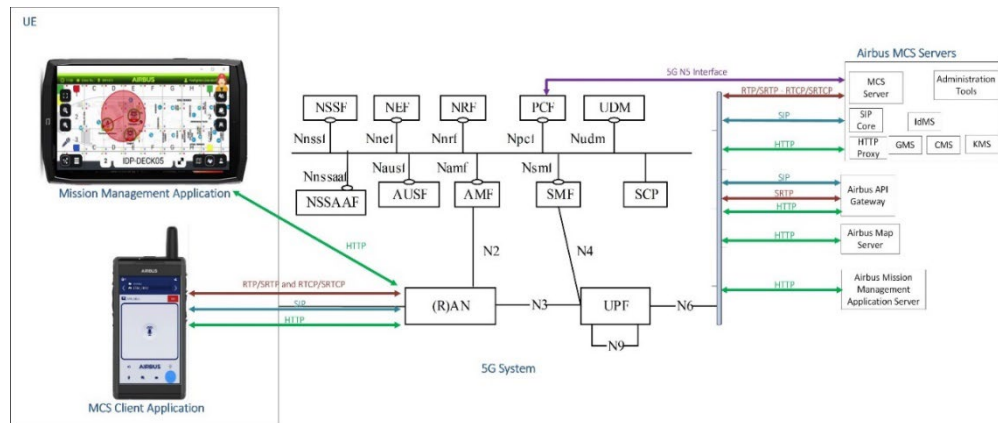 UE
AIRBUS
IDP-DECK05
Mission Management Application
HTTP
AIRBUS
AIRBUS
MCS Client Application
RTP/SRTP and RTCP/SRTCP
SIP
HTTP
NSSF
NEF
NRF
PCF
UDM
Nnssf
Nnef
Nnrf
Npcf
Nudm
Nnssaaf
Nausf
Namf
Nsmf
NSSAAF
AUSF
AMF
SMF
SCP
N2
N4
(R)AN
N3
UPF
N6
N9
5G System
5G N5 Interface
RTP/SRTP - RTCP/SRTCP
SIP
HTTP
SIP
SRTP
HTTP
HTTP
HTTP
Airbus MCS Servers
MCS
Server
Administration
Tools
SIP
Core
IdMS
HTTP
Proxy
GMS
CMS
KMS
Airbus API
Gateway
Airbus Map
Server
Airbus Mission
Management
Application Server